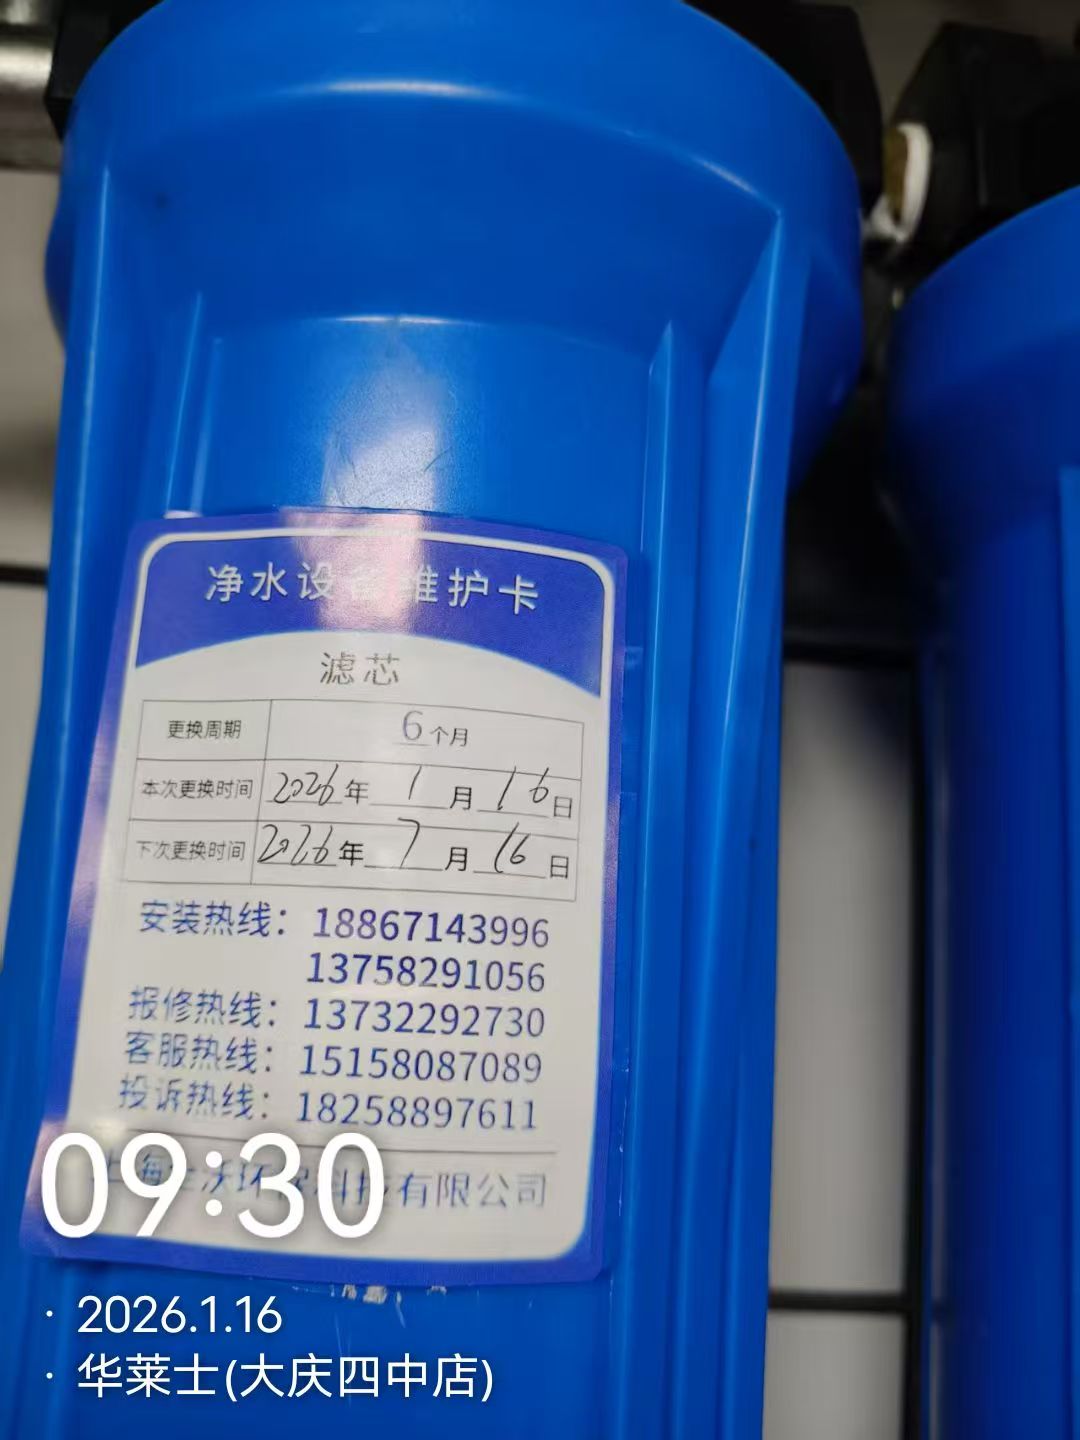 净水设备维护卡
滤芯
更换周期 6个月
本次更换时间 2026年1月16日
下次更换时间 2026年7月16日
安装热线：18867143996
13758291056
报修热线：13732292730
客服热线：15158087089
投诉热线：18258897611
有限公司
09:30
· 2026.1.16
· 华莱士(大庆四中店)